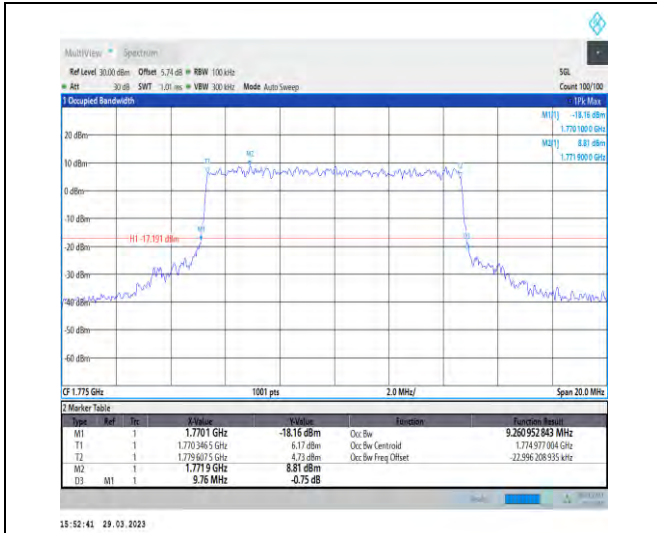 MultiView Spectrum
Ref Level 30.00 dBm Offset 5.74 dB RBW 100 kHz SGL
Att 30 dB SWT 1.01 ms VBW 300 kHz Mode Auto Sweep Count 100/100
1 Occupied Bandwidth 1Pk Max
M1[1] -18.16 dBm
1.770 100 0 GHz
M2[1] 8.81 dBm
1.771 900 0 GHz
20 dBm
M2
T1
10 dBm
0 dBm
-10 dBm
M1
H1 -17.191 dBm
-20 dBm
-30 dBm
-40 dBm
-50 dBm
-60 dBm
CF 1.775 GHz 1001 pts 2.0 MHz/ Span 20.0 MHz
2 Marker Table
Type Ref Trc X-Value Y-Value Function Function Result
M1 1 1.7701 GHz -18.16 dBm Occ Bw 9.260 952 843 MHz
T1 1 1.770 346 5 GHz 6.17 dBm Occ Bw Centroid 1.774 977 004 GHz
T2 1 1.779 607 5 GHz 4.73 dBm Occ Bw Freq Offset -22.996 208 935 kHz
M2 1 1.771 9 GHz 8.81 dBm
D3 M1 1 9.76 MHz -0.75 dB
15:52:41 29.03.2023